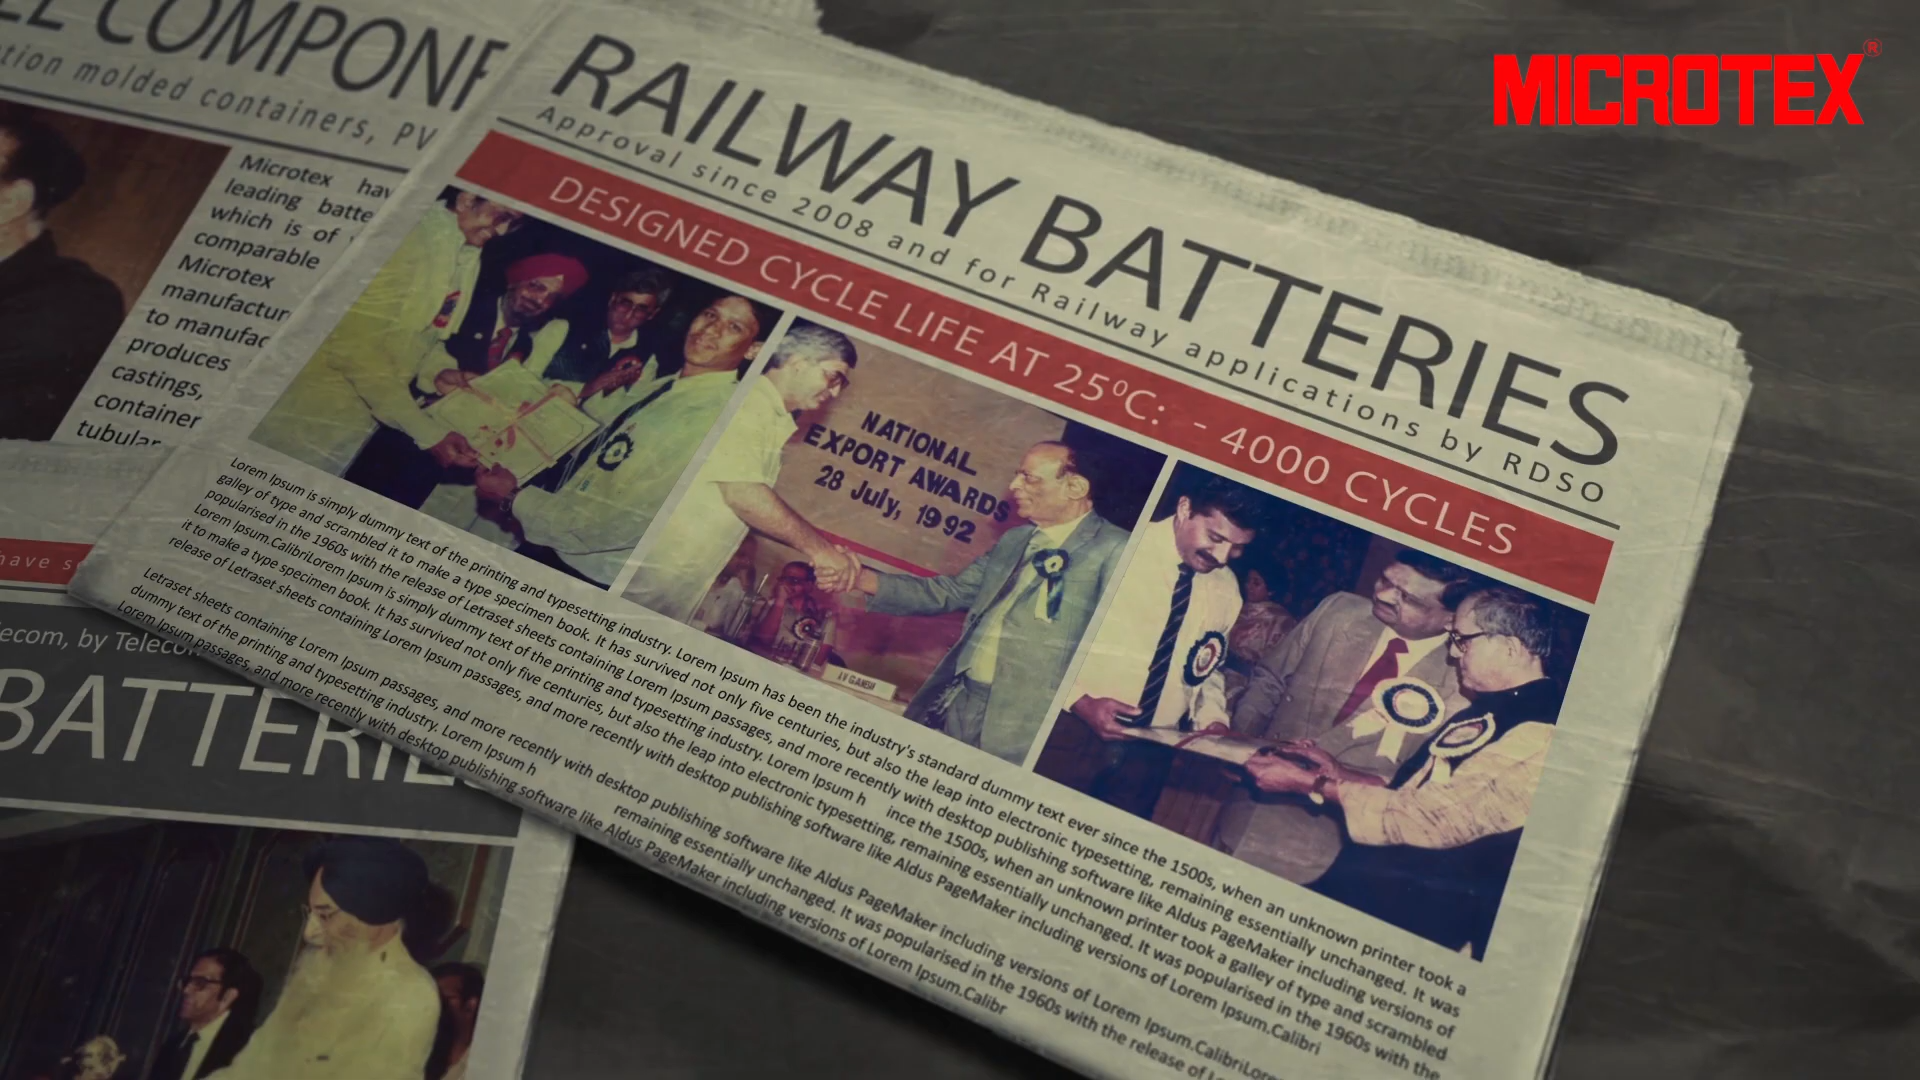 MICROTEX®
LL COMPONE
tion molded containers, PV
Microtex hav
leading batte
which is of
comparable
Microtex
manufactur
to manufac
produces
castings,
container
tubular
have s
ecom, by Teleco
BATTERIE
RAILWAY BATTERIES
Approval since 2008 and for Railway applications by RDSO
DESIGNED CYCLE LIFE AT 25⁰C: - 4000 CYCLES
NATIONAL
EXPORT AWARDS
28 July, 1992
Lorem Ipsum is simply dummy text of the printing and typesetting industry. Lorem Ipsum has been the industry's standard dummy text ever since the 1500s, when an unknown printer took a
galley of type and scrambled it to make a type specimen book. It has survived not only five centuries, but also the leap into electronic typesetting, remaining essentially unchanged. It was
popularised in the 1960s with the release of Letraset sheets containing Lorem Ipsum passages, and more recently with desktop publishing software like Aldus PageMaker including versions of
Lorem Ipsum.CalibriLorem Ipsum is simply dummy text of the printing and typesetting industry. Lorem Ipsum h ince the 1500s, when an unknown printer took a galley of type and scrambled
it to make a type specimen book. It has survived not only five centuries, but also the leap into electronic typesetting, remaining essentially unchanged. It was popularised in the 1960s with the
release of Letraset sheets containing Lorem Ipsum passages, and more recently with desktop publishing software like Aldus PageMaker including versions of Lorem Ipsum.Calibri
Letraset sheets containing Lorem Ipsum passages, and more recently with desktop publishing software like Aldus PageMaker including versions of Lorem Ipsum.CalibriLore
dummy text of the printing and typesetting industry. Lorem Ipsum h remaining essentially unchanged. It was popularised in the 1960s with the release of L
Lorem Ipsum passages, and more recently with desktop publishing software like Aldus PageMaker including versions of Lorem Ipsum.Calibr